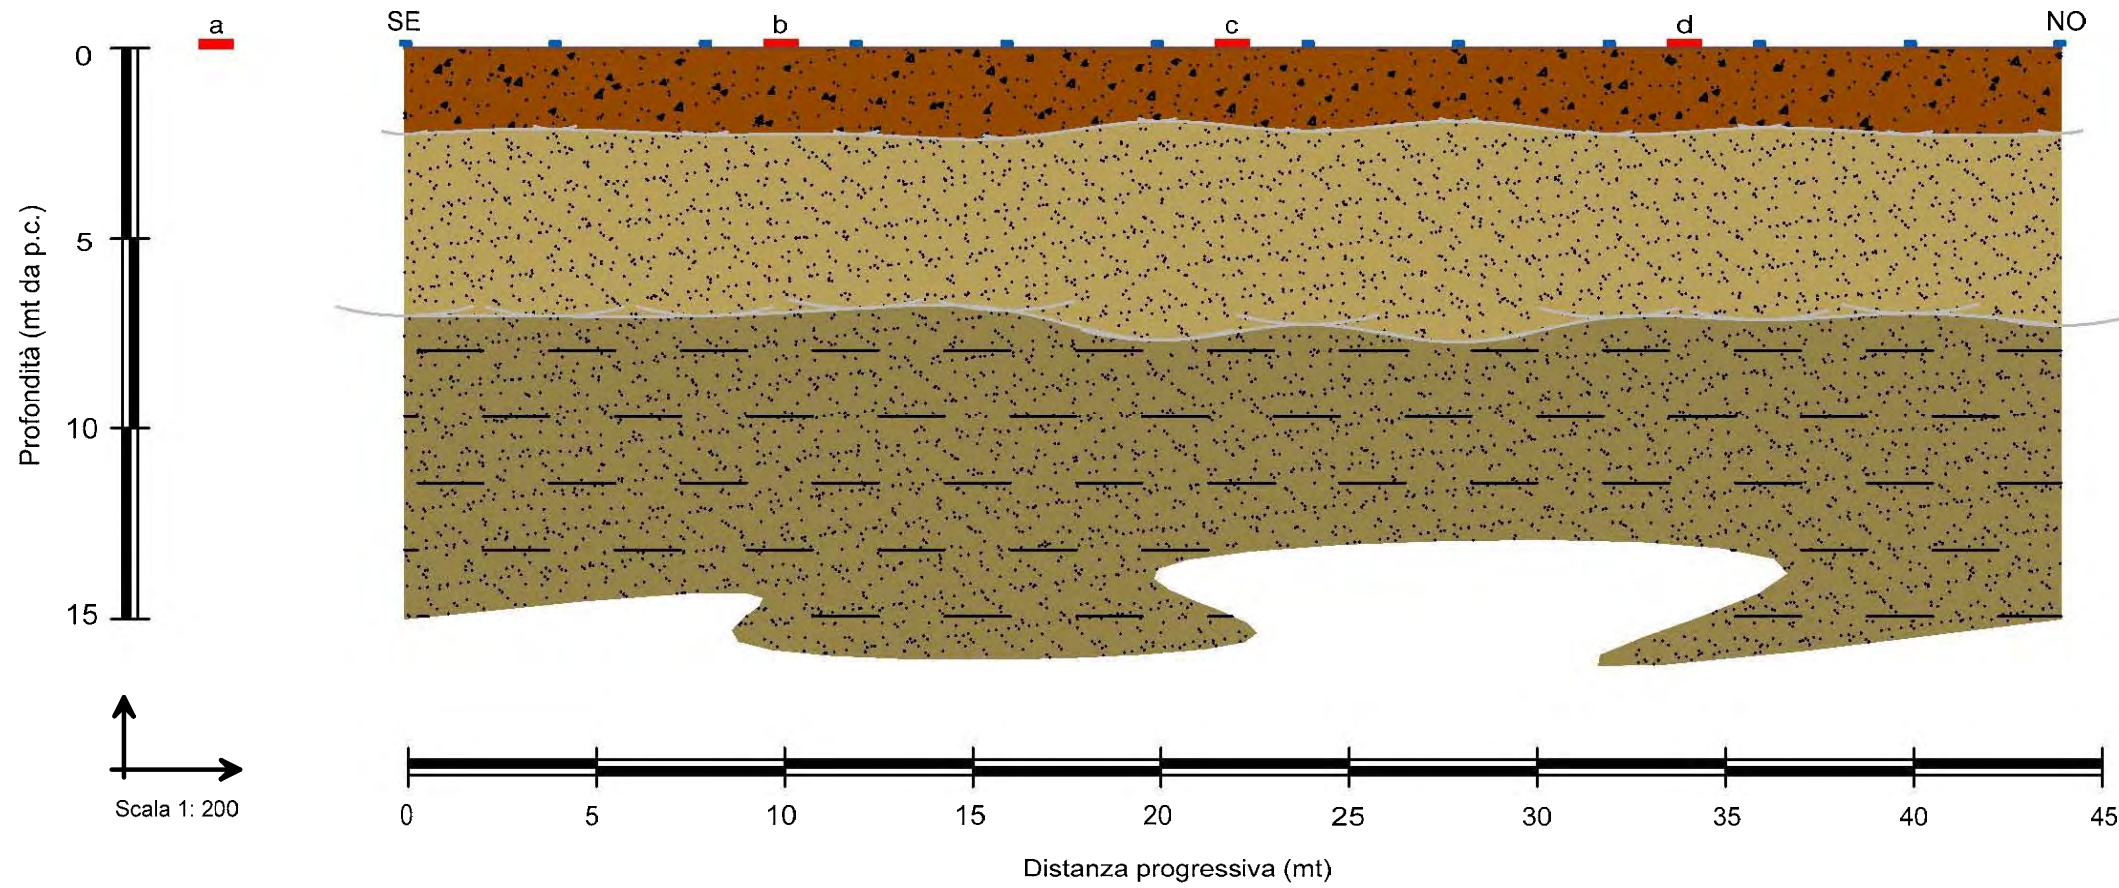 SE
NO
a
b
c
d
0
5
10
15
Profondità (mt da p.c.)
Scala 1: 200
0 5 10 15 20 25 30 35 40 45
Distanza progressiva (mt)